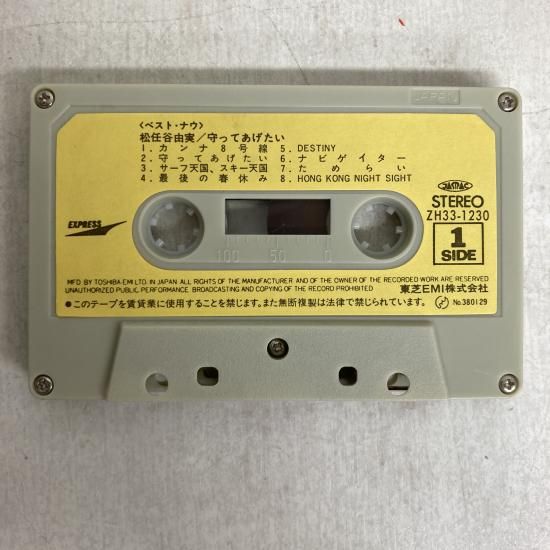 JAPAN
〈ベスト・ナウ〉
松任谷由実／守ってあげたい
1. カンナ8号線 5. DESTINY
2. 守ってあげたい 6. ナビゲイター
3. サーフ天国、スキー天国 7. ためらい
4. 最後の春休み 8. HONG KONG NIGHT SIGHT
JASRAC
STEREO
ZH33-1230
EXPRESS
1
SIDE
100 50 0
MFD BY TOSHIBA-EMI LTD. IN JAPAN ALL RIGHTS OF THE MANUFACTURER AND OF THE OWNER OF THE RECORDED WORK ARE RESERVED
UNAUTHORIZED PUBLIC PERFORMANCE BROADCASTING AND COPYING OF THE RECORD PROHIBITED 東芝EMI株式会社
●このテープを賃貸業に使用することを禁じます。また無断複製は法律で禁じられています。 No.380129